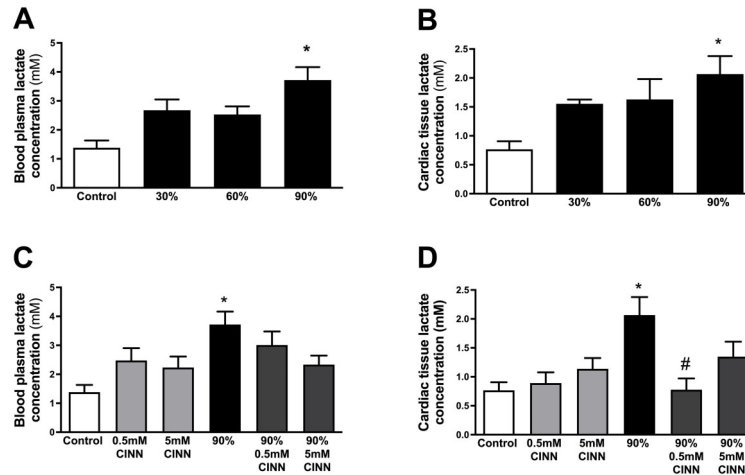 A
Blood plasma lactate
concentration (mM)
5
4
3
2
1
0
*
Control 30% 60% 90%
B
Cardiac tissue lactate
concentration (mM)
2.5
2.0
1.5
1.0
0.5
0.0
*
Control 30% 60% 90%
C
Blood plasma lactate
concentration (mM)
5
4
3
2
1
0
*
Control 0.5mM 5mM 90% 90% 90%
CINN CINN 0.5mM 5mM
CINN CINN
D
Cardiac tissue lactate
concentration (mM)
2.5
2.0
1.5
1.0
0.5
0.0
*
#
Control 0.5mM 5mM 90% 90% 90%
CINN CINN 0.5mM 5mM
CINN CINN